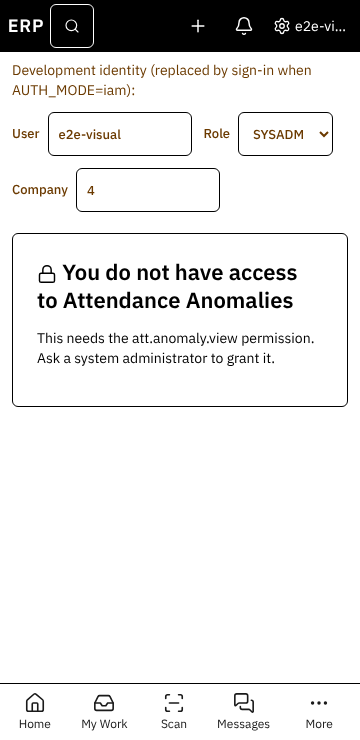 ERP
e2e-vi...
Development identity (replaced by sign-in when
AUTH_MODE=iam):
User e2e-visual Role SYSADM
Company 4
You do not have access
to Attendance Anomalies
This needs the att.anomaly.view permission.
Ask a system administrator to grant it.
Home My Work Scan Messages More